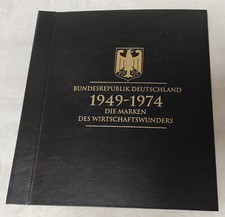 BUNDESREPUBLIK DEUTSCHLAND
1949-1974
DIE MARKEN
DES WIRTSCHAFTSWUNDERS